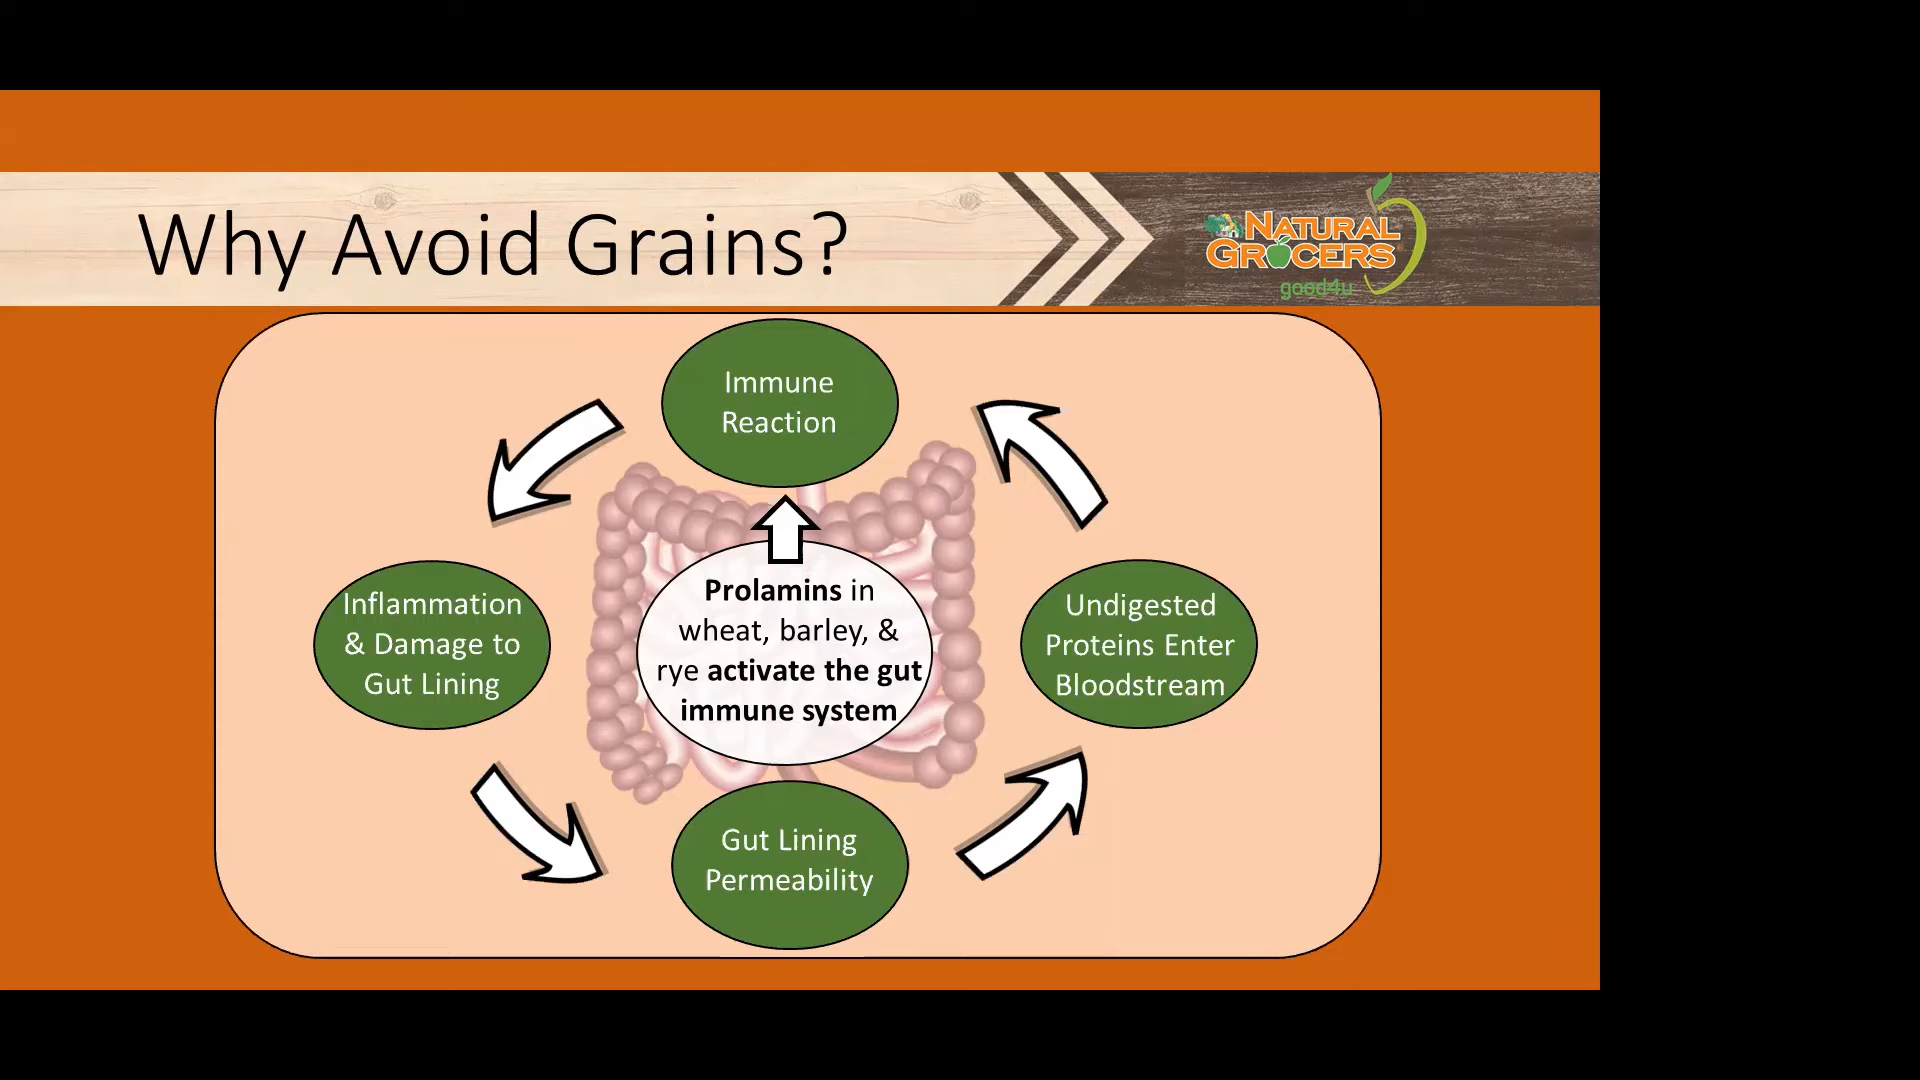 Why Avoid Grains?
NATURAL
GROCERS
good4u
Immune
Reaction
Inflammation
& Damage to
Gut Lining
Prolamins in
wheat, barley, &
rye activate the gut
immune system
Undigested
Proteins Enter
Bloodstream
Gut Lining
Permeability